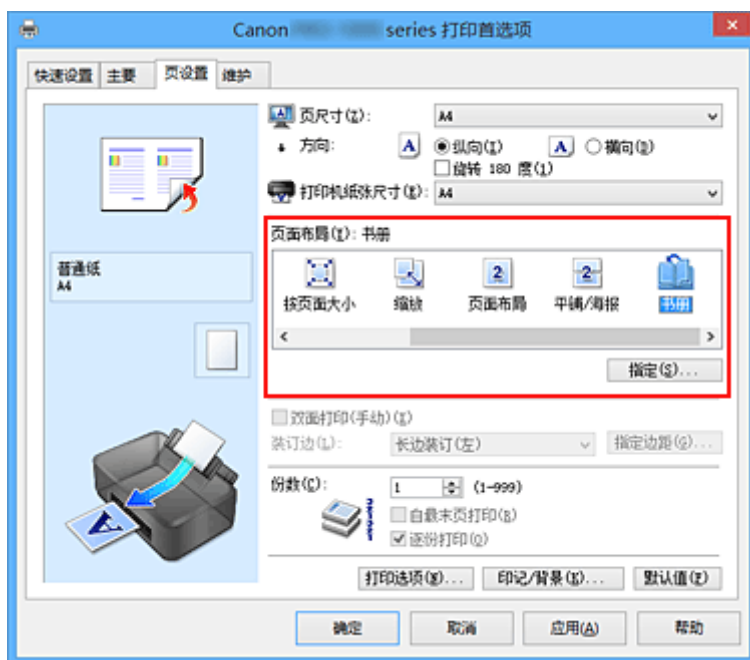 Canon series 打印首选项
快速设置 主要 页设置 维护
页尺寸(Z): A4
方向: A 纵向(I) A 横向(D)
旋转 180 度(1)
打印机纸张尺寸(E): A4
页面布局(Y): 书册
普通纸
A4
按页面大小 缩放 页面布局 平铺/海报 书册
指定(S)...
双面打印(手动)(X)
装订边(L): 长边装订(左) 指定边距(G)...
份数(C): 1 (1-999)
自最末页打印(B)
逐份打印(O)
打印选项(W)... 印记/背景(K)... 默认值(F)
确定 取消 应用(A) 帮助